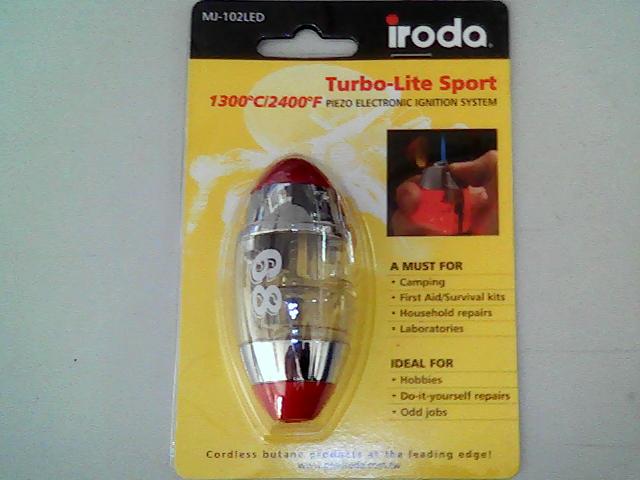 MJ-102LED
iroda.
Turbo-Lite Sport
1300°C/2400°F PIEZO ELECTRONIC IGNITION SYSTEM
88
A MUST FOR
• Camping
• First Aid/Survival kits
• Household repairs
• Laboratories
IDEAL FOR
• Hobbies
• Do-it-yourself repairs
• Odd jobs
Cordless butane products at the leading edge!